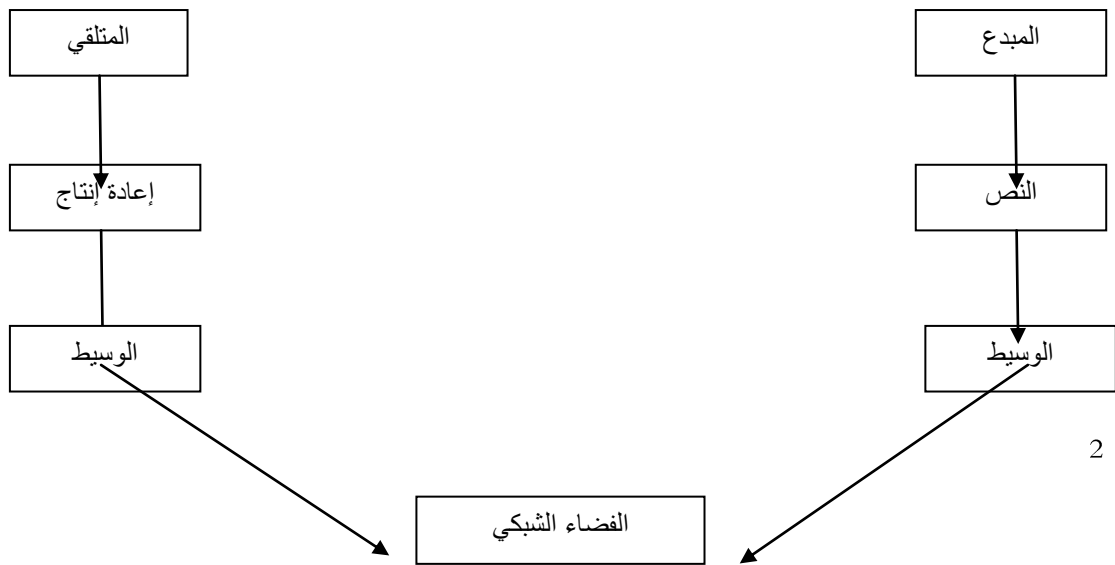 المبدع
المتلقي
النص
إعادة إنتاج
الوسيط
الوسيط
2
الفضاء الشبكي